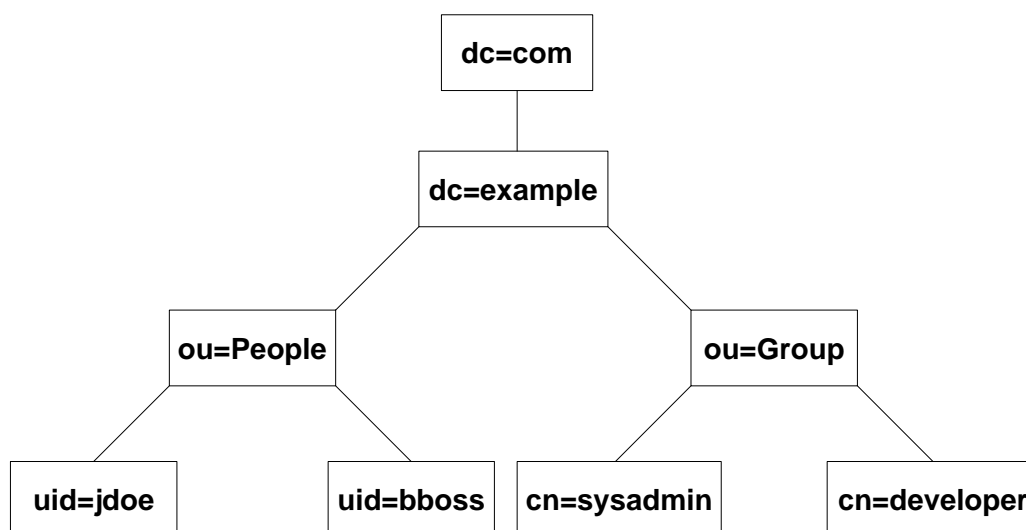 dc=com
dc=example
ou=People
ou=Group
uid=jdoe
uid=bboss
cn=sysadmin
cn=developer